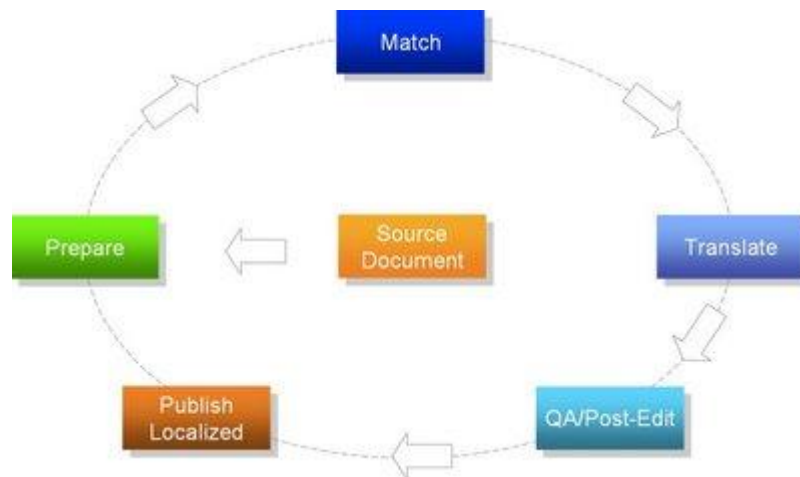 Match
Prepare
Source
Document
Translate
Publish
Localized
QA/Post-Edit